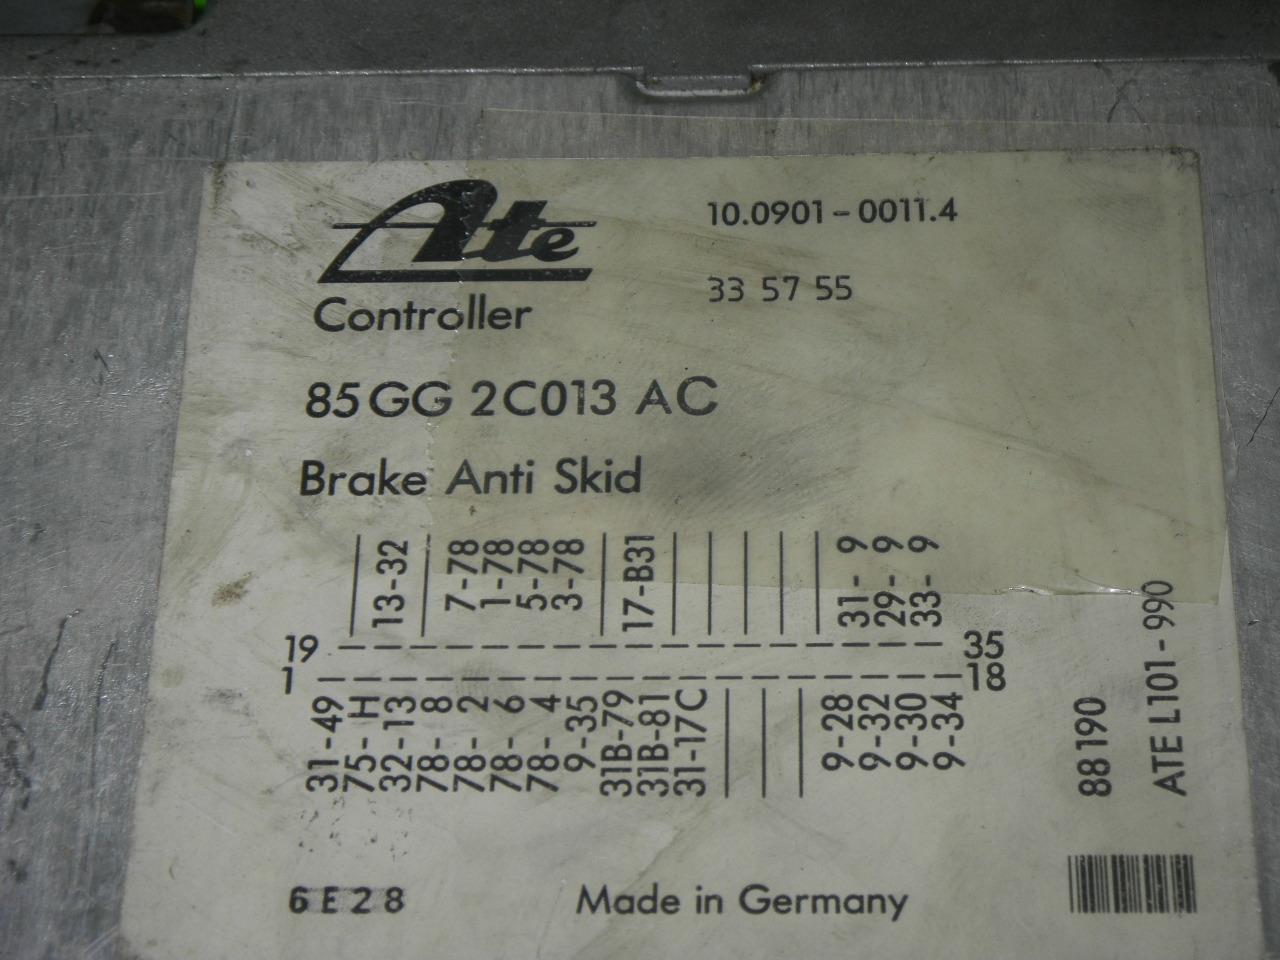 Ate
10.0901-0011.4
33 57 55
Controller
85GG 2C013 AC
Brake Anti Skid
13-32 7-78 1-78 5-78 3-78 17-B31 31-9 29-9 33-9
19 35
1 18
31-49 75-H 32-13 78-8 78-2 78-6 78-4 9-35 31B-79 31B-81 31-17C 9-28 9-32 9-30 9-34
88190
ATE L101-990
6E28
Made in Germany